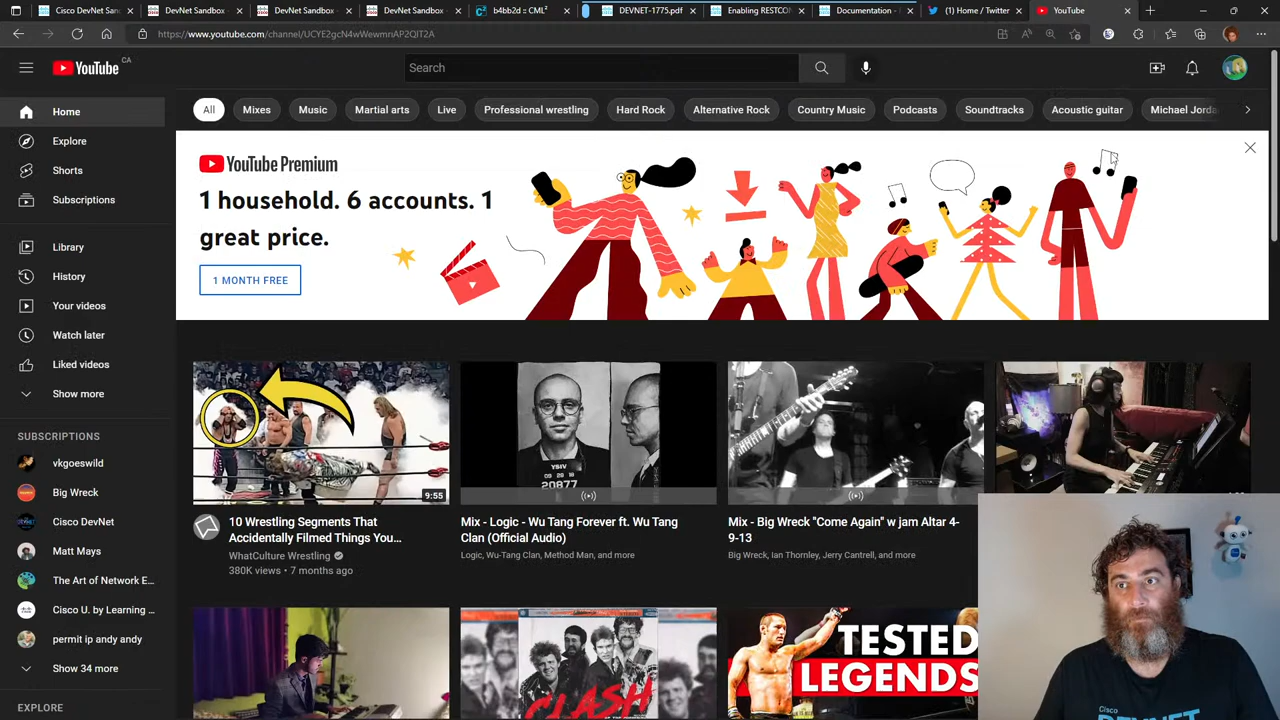 Cisco DevNet San
DevNet Sandbox
DevNet Sandbox
DevNet Sandbox
b4bb2d :: CML²
DEVNET-1775.pdf
Enabling RESTCON
Documentation
(1) Home / Twitter
YouTube
https://www.youtube.com/channel/UCYE2gcN4wWewmnAP2QIT2A
YouTube CA
Search
All
Mixes
Music
Martial arts
Live
Professional wrestling
Hard Rock
Alternative Rock
Country Music
Podcasts
Soundtracks
Acoustic guitar
Michael Jorda
Home
Explore
Shorts
Subscriptions
Library
History
Your videos
Watch later
Liked videos
Show more
SUBSCRIPTIONS
vkgoeswild
Big Wreck
Cisco DevNet
Matt Mays
The Art of Network E...
Cisco U. by Learning ...
permit ip andy andy
Show 34 more
EXPLORE
YouTube Premium
1 household. 6 accounts. 1
great price.
1 MONTH FREE
9:55
10 Wrestling Segments That
Accidentally Filmed Things You...
WhatCulture Wrestling
380K views • 7 months ago
YSIV
09 20 18
20877
Mix - Logic - Wu Tang Forever ft. Wu Tang
Clan (Official Audio)
Logic, Wu-Tang Clan, Method Man, and more
Mix - Big Wreck "Come Again" w jam Altar 4-
9-13
Big Wreck, Ian Thornley, Jerry Cantrell, and more
CLASH
TESTED
LEGENDS
Cisco
DEVNET